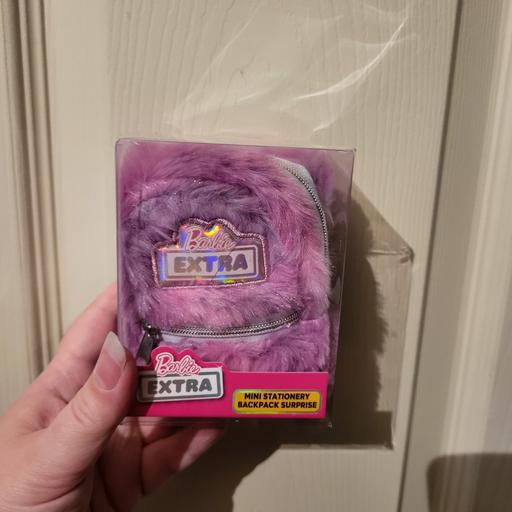 Barbie
EXTRA
Barbie
EXTRA
MINI STATIONERY
BACKPACK SURPRISE